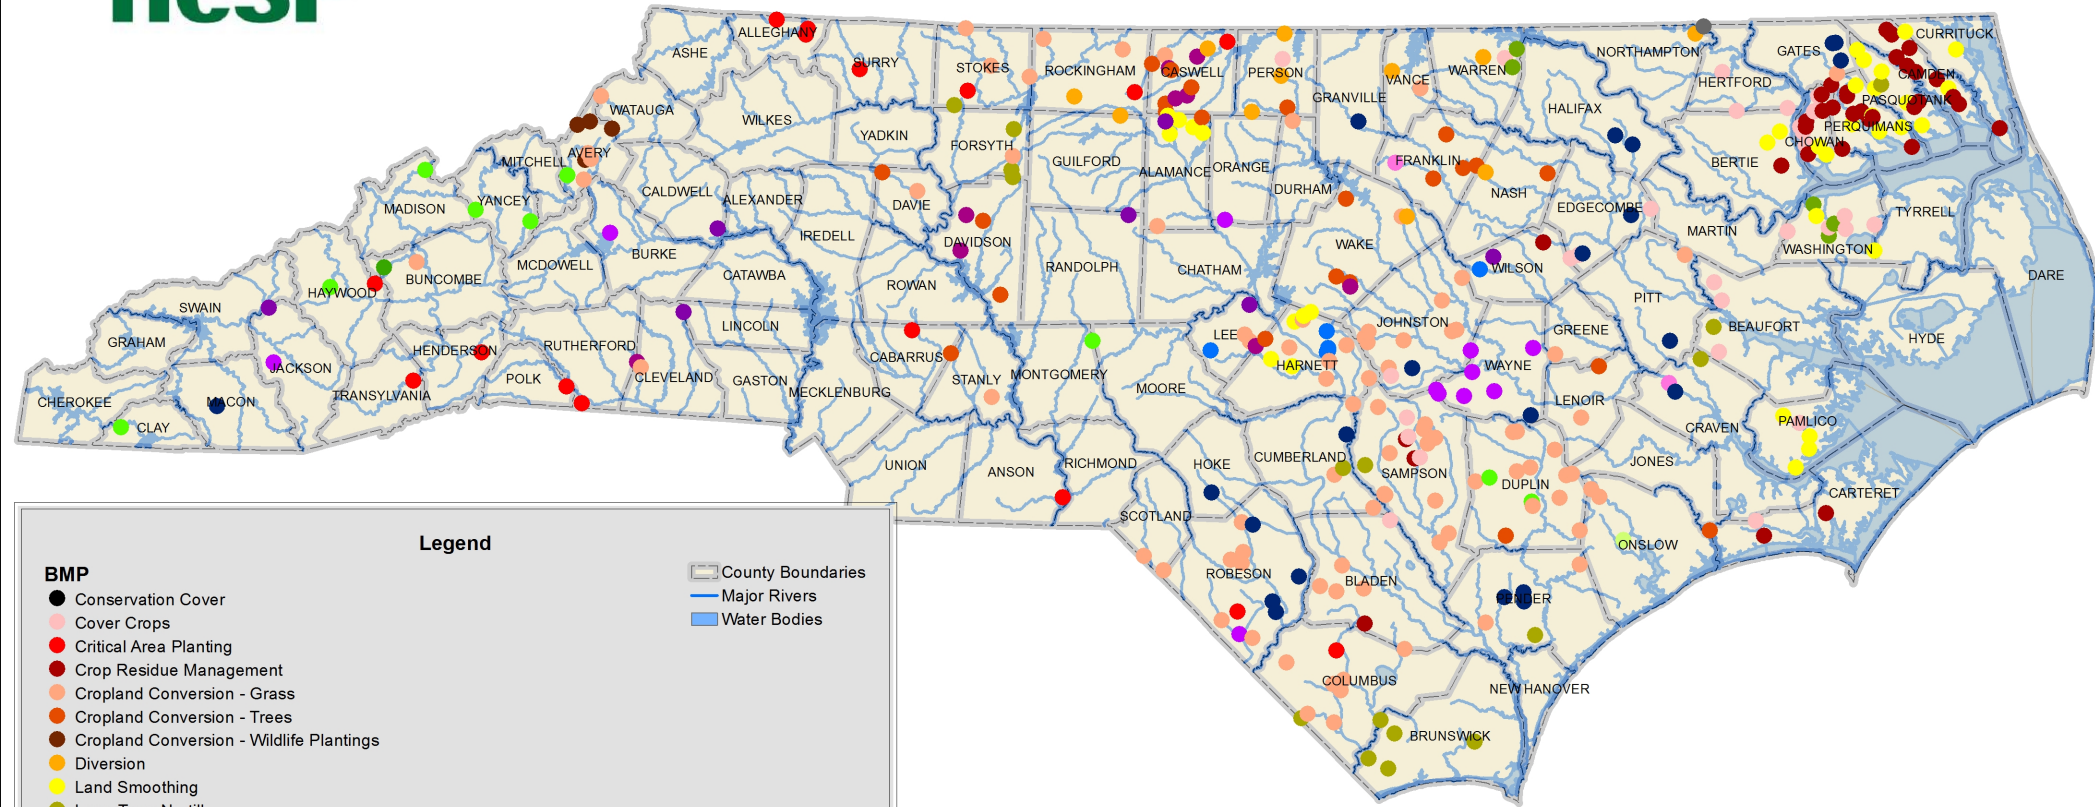 ncsf
ALLEGHANY
ASHE
SURRY
STOKES
ROCKINGHAM
CASWELL
PERSON
VANCE
WARREN
NORTHAMPTON
GATES
CURRITUCK
CAMDEN
HERTFORD
GRANVILLE
HALIFAX
PASQUOTANK
WATAUGA
WILKES
YADKIN
FORSYTH
GUILFORD
ALAMANCE
ORANGE
DURHAM
FRANKLIN
NASH
PERQUIMANS
CHOWAN
BERTIE
AVERY
MITCHELL
CALDWELL
ALEXANDER
DAVIE
EDGECOMBE
MADISON
YANCEY
IREDELL
DAVIDSON
WAKE
MARTIN
TYRRELL
WASHINGTON
MCDOWELL
BURKE
CATAWBA
RANDOLPH
CHATHAM
WILSON
DARE
HAYWOOD
BUNCOMBE
ROWAN
PITT
SWAIN
LINCOLN
LEE
JOHNSTON
GREENE
BEAUFORT
HYDE
GRAHAM
HENDERSON
RUTHERFORD
CABARRUS
HARNETT
WAYNE
JACKSON
POLK
CLEVELAND
GASTON
STANLY
MONTGOMERY
MOORE
CHEROKEE
MACON
TRANSYLVANIA
MECKLENBURG
LENOIR
CLAY
CRAVEN
PAMLICO
UNION
ANSON
RICHMOND
HOKE
CUMBERLAND
SAMPSON
JONES
DUPLIN
CARTERET
SCOTLAND
ONSLOW
ROBESON
BLADEN
PENDER
COLUMBUS
NEW HANOVER
BRUNSWICK
Legend
BMP
Conservation Cover
Cover Crops
Critical Area Planting
Crop Residue Management
Cropland Conversion - Grass
Cropland Conversion - Trees
Cropland Conversion - Wildlife Plantings
Diversion
Land Smoothing
County Boundaries
Major Rivers
Water Bodies